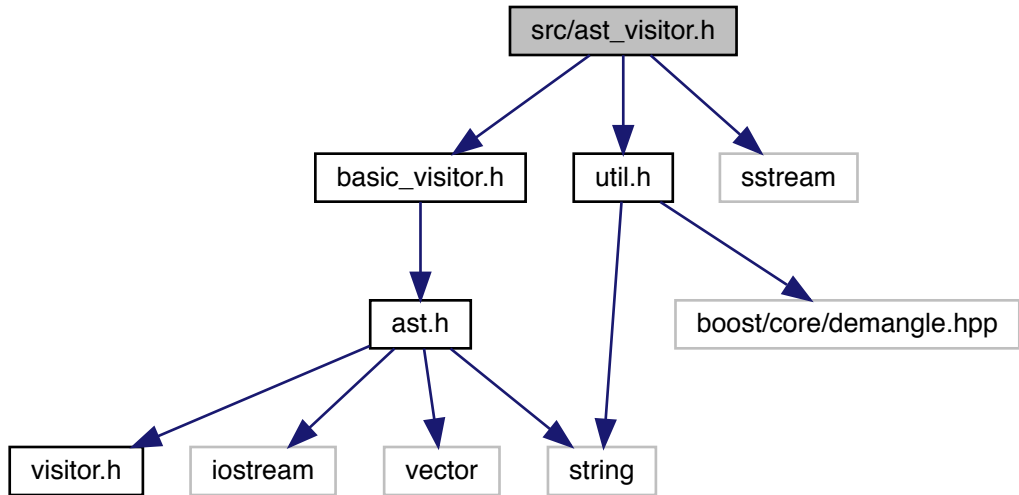 src/ast_visitor.h
basic_visitor.h
util.h
sstream
ast.h
boost/core/demangle.hpp
visitor.h
iostream
vector
string